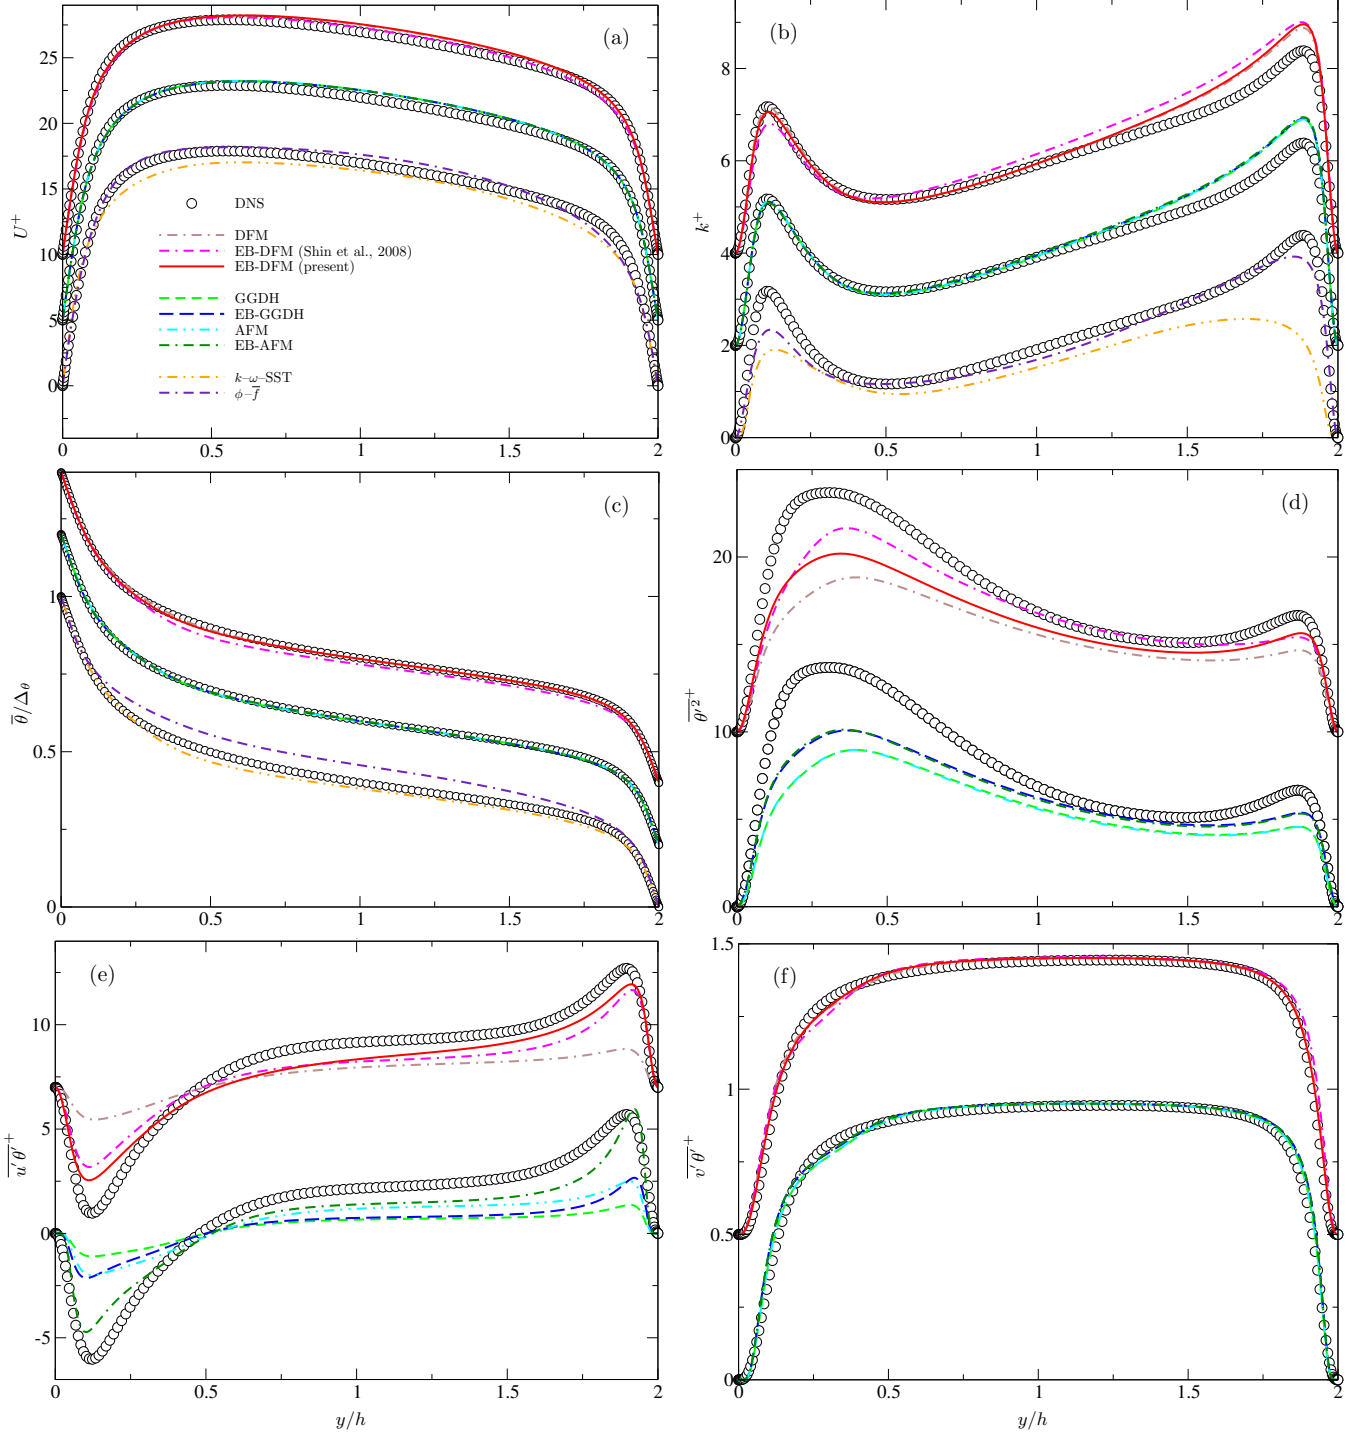 (a)
25
20
15
10
5
0
U⁺
DNS
DFM
EB-DFM (Shin et al., 2008)
EB-DFM (present)
GGDH
EB-GGDH
AFM
EB-AFM
k–ω–SST
ϕ–f̅
0 0.5 1 1.5 2
(b)
8
6
4
2
0
k⁺
0 0.5 1 1.5 2
(c)
1
0.5
0
θ̅/Δ_θ
0 0.5 1 1.5 2
(d)
20
10
0
θ'²⁺
0 0.5 1 1.5 2
(e)
10
5
0
-5
u'θ'⁺
0 0.5 1 1.5 2
y/h
(f)
1.5
1
0.5
0
v'θ'⁺
0 0.5 1 1.5 2
y/h